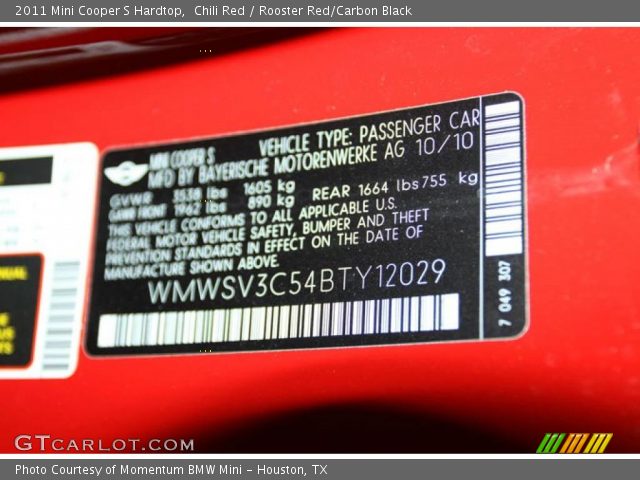 2011 Mini Cooper S Hardtop,  Chili Red / Rooster Red/Carbon Black
MINI COOPER S VEHICLE TYPE: PASSENGER CAR
MFD BY BAYERISCHE MOTORENWERKE AG 10/10
GVWR 3538 lbs 1605 kg
GAWR FRONT 1962 lbs 890 kg REAR 1664 lbs 755 kg
THIS VEHICLE CONFORMS TO ALL APPLICABLE U.S.
FEDERAL MOTOR VEHICLE SAFETY, BUMPER AND THEFT
PREVENTION STANDARDS IN EFFECT ON THE DATE OF
MANUFACTURE SHOWN ABOVE.
WMWSV3C54BTY12029
7 049 307
GTCARLOT.COM
Photo Courtesy of Momentum BMW Mini - Houston, TX